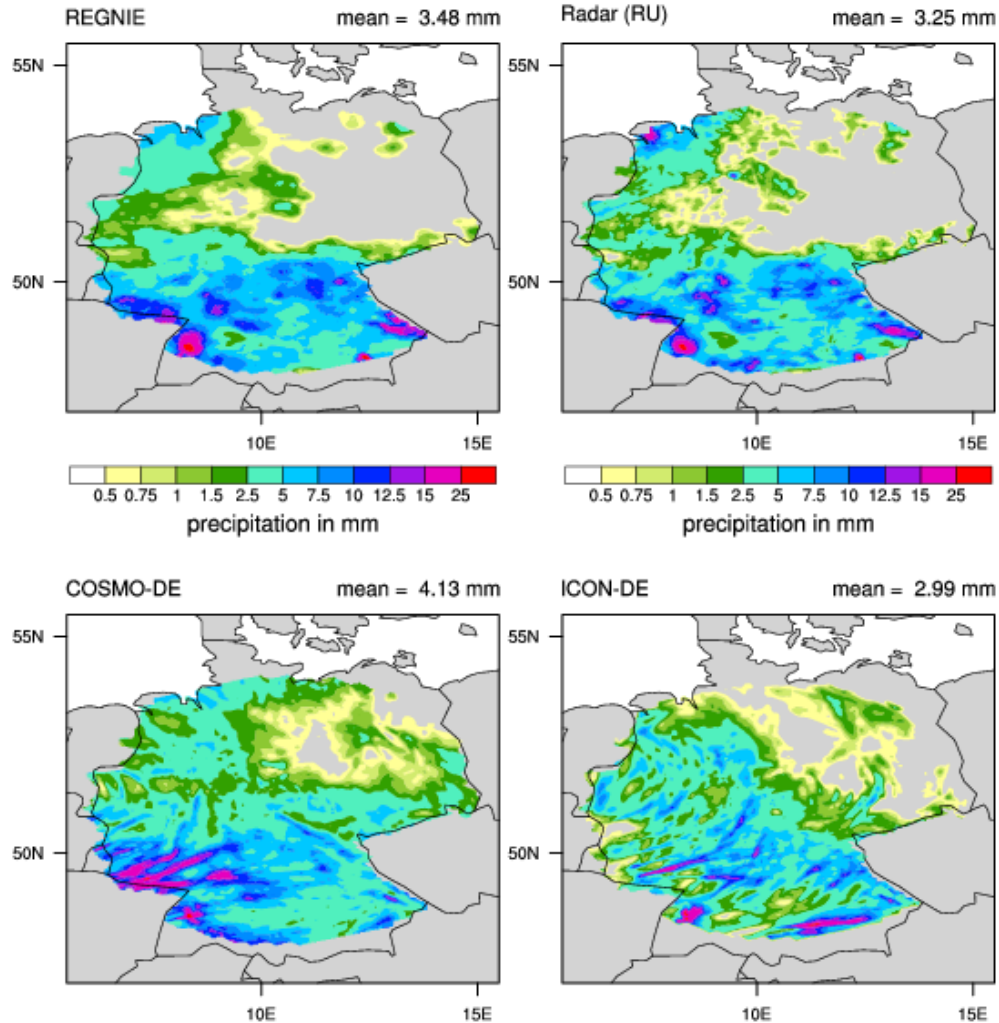 REGNIE mean = 3.48 mm
55N
50N
10E 15E
0.5 0.75 1 1.5 2.5 5 7.5 10 12.5 15 25
precipitation in mm
Radar (RU) mean = 3.25 mm
55N
50N
10E 15E
0.5 0.75 1 1.5 2.5 5 7.5 10 12.5 15 25
precipitation in mm
COSMO-DE mean = 4.13 mm
55N
50N
10E 15E
ICON-DE mean = 2.99 mm
55N
50N
10E 15E